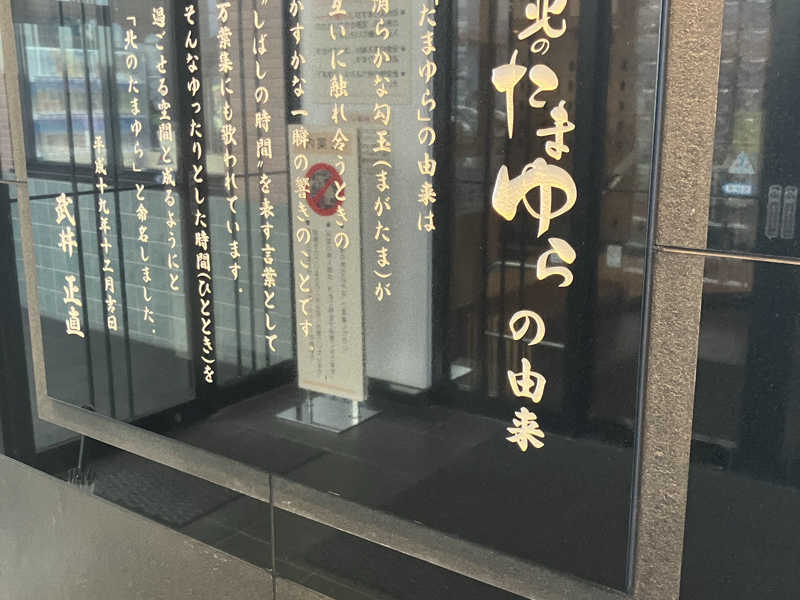 北のたまゆらの由来
「たまゆら」の由来は
滑らかな勾玉(まがたま)が
互いに触れ合うときの
かすかな一瞬の響きのことです。
"しばしの時間"を表す言葉として
万葉集にも歌われています。
そんなゆったりとした時間(ひととき)を
過ごせる空間と成るようにと
「北のたまゆら」と命名しました。
平成十九年十二月吉日
武井 正直